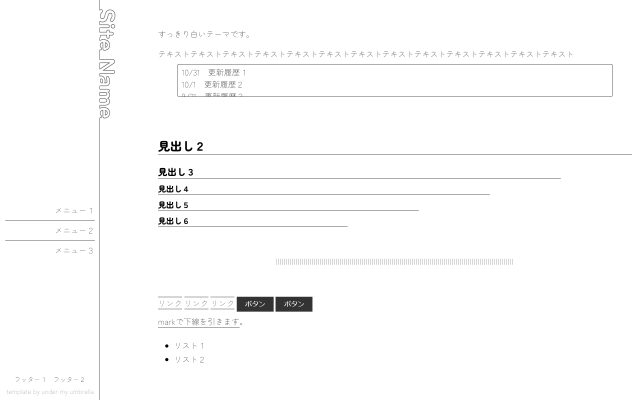 Site Name
メニュー 1
メニュー 2
メニュー 3
フッター 1 フッター 2
template by under my umbrella
すっきり白いテーマです。
テキストテキストテキストテキストテキストテキストテキストテキストテキストテキストテキストテキストテキスト
10/31 更新履歴 1
10/1 更新履歴 2
見出し 2
見出し 3
見出し 4
見出し 5
見出し 6
リンク リンク リンク ボタン ボタン
markで下線を引きます。
リスト 1
リスト 2